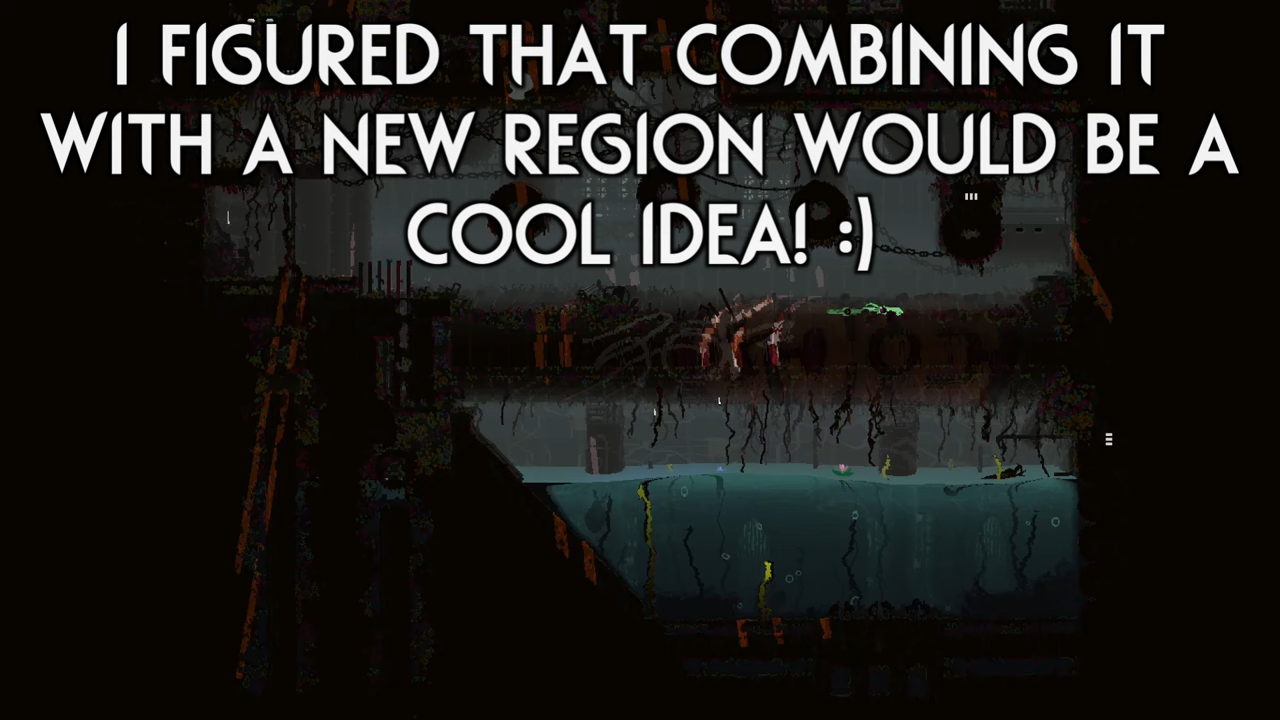 I FIGURED THAT COMBINING IT
WITH A NEW REGION WOULD BE A
COOL IDEA! :)